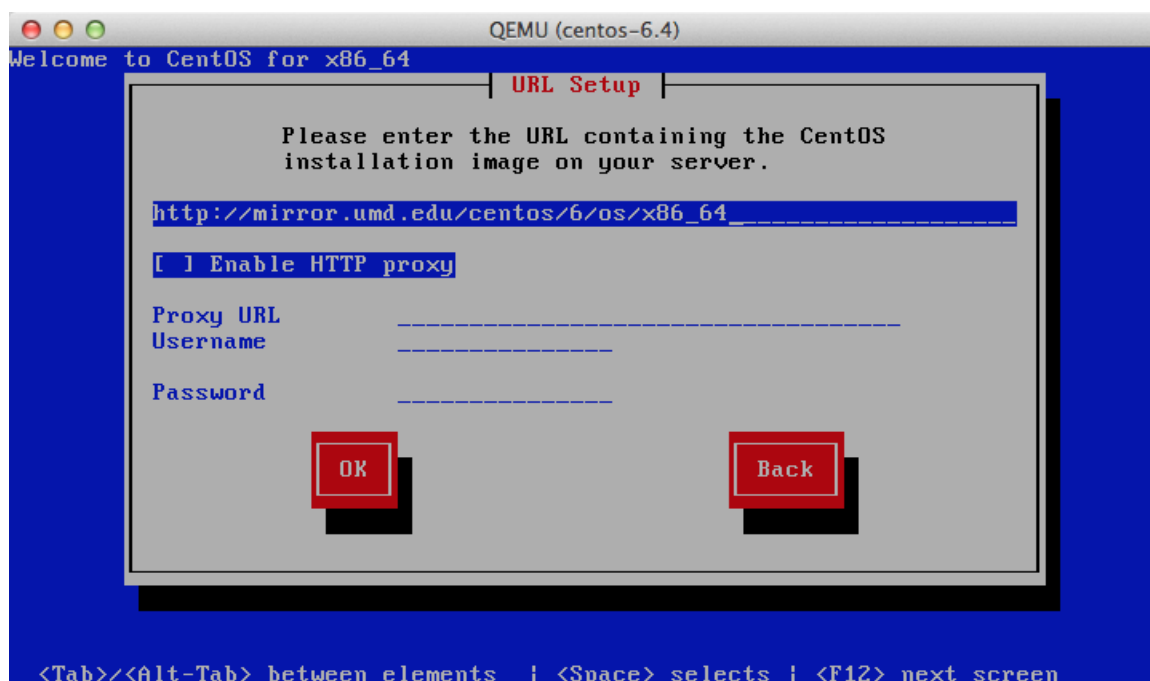 QEMU (centos-6.4)
Welcome to CentOS for x86_64
URL Setup
Please enter the URL containing the CentOS
installation image on your server.
http://mirror.umd.edu/centos/6/os/x86_64
[ ] Enable HTTP proxy
Proxy URL
Username
Password
OK Back
<Tab>/<Alt-Tab> between elements | <Space> selects | <F12> next screen